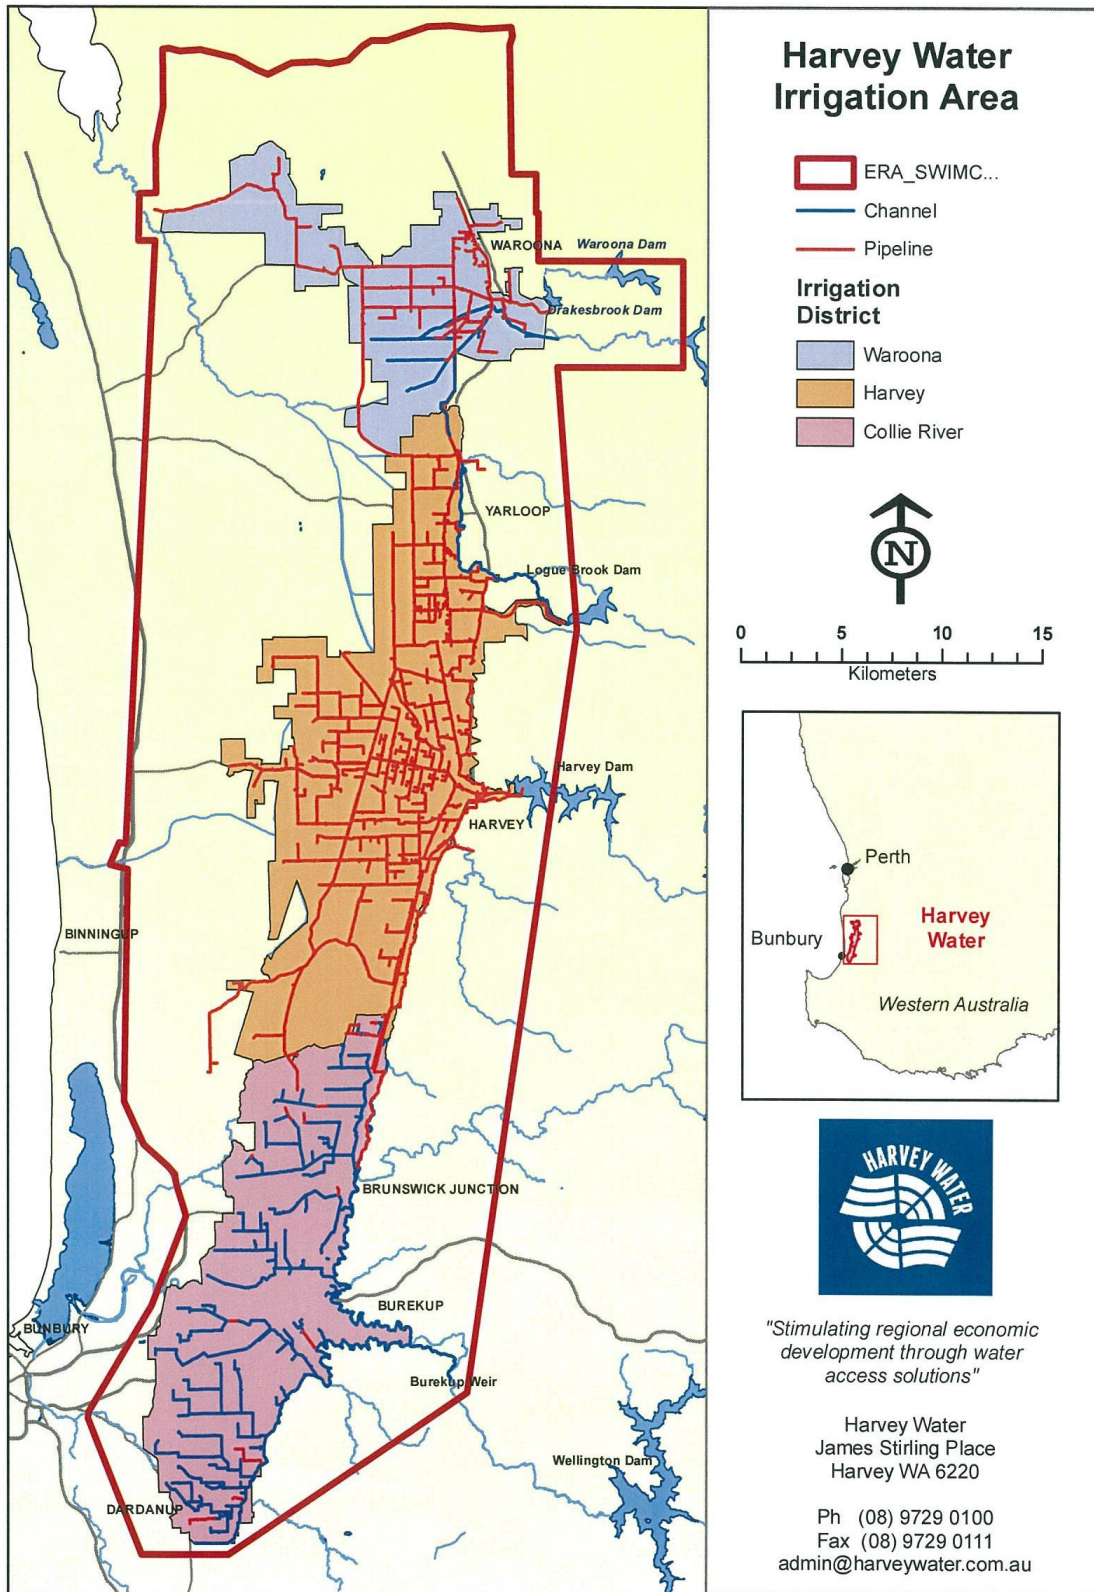 Harvey Water
Irrigation Area
ERA_SWIMC...
Channel
Pipeline
Irrigation
District
Waroona
Harvey
Collie River
N
0 5 10 15
Kilometers
Perth
Bunbury
Harvey
Water
Western Australia
HARVEY WATER
"Stimulating regional economic
development through water
access solutions"
Harvey Water
James Stirling Place
Harvey WA 6220
Ph (08) 9729 0100
Fax (08) 9729 0111
admin@harveywater.com.au
WAROONA
Waroona Dam
Drakesbrook Dam
YARLOOP
Logue Brook Dam
Harvey Dam
HARVEY
BINNINGUP
BRUNSWICK JUNCTION
BUREKUP
BUNBURY
Burekup Weir
Wellington Dam
DARDANUP